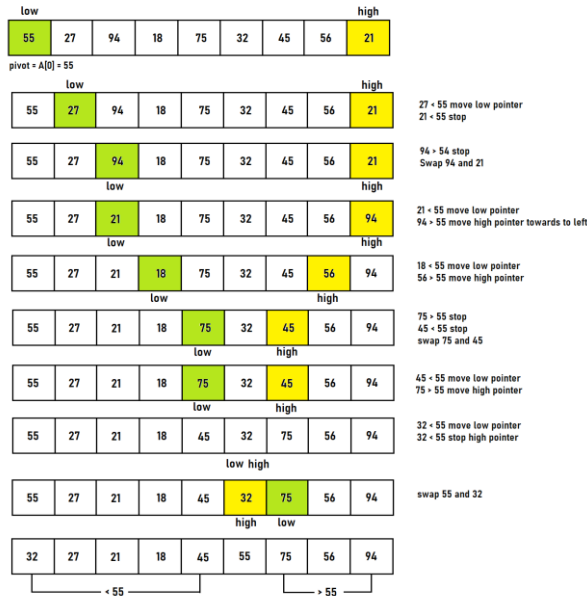 low high
55 27 94 18 75 32 45 56 21
pivot = A[0] = 55
low high
55 27 94 18 75 32 45 56 21
27 < 55 move low pointer
21 < 55 stop
55 27 94 18 75 32 45 56 21
94 > 54 stop
Swap 94 and 21
low high
55 27 21 18 75 32 45 56 94
21 < 55 move low pointer
94 > 55 move high pointer towards to left
low high
55 27 21 18 75 32 45 56 94
18 < 55 move low pointer
56 > 55 move high pointer
low high
55 27 21 18 75 32 45 56 94
75 > 55 stop
45 < 55 stop
swap 75 and 45
low high
55 27 21 18 75 32 45 56 94
45 < 55 move low pointer
75 > 55 move high pointer
low high
55 27 21 18 45 32 75 56 94
32 < 55 move low pointer
32 < 55 stop high pointer
low high
55 27 21 18 45 32 75 56 94
swap 55 and 32
high low
32 27 21 18 45 55 75 56 94
< 55 > 55